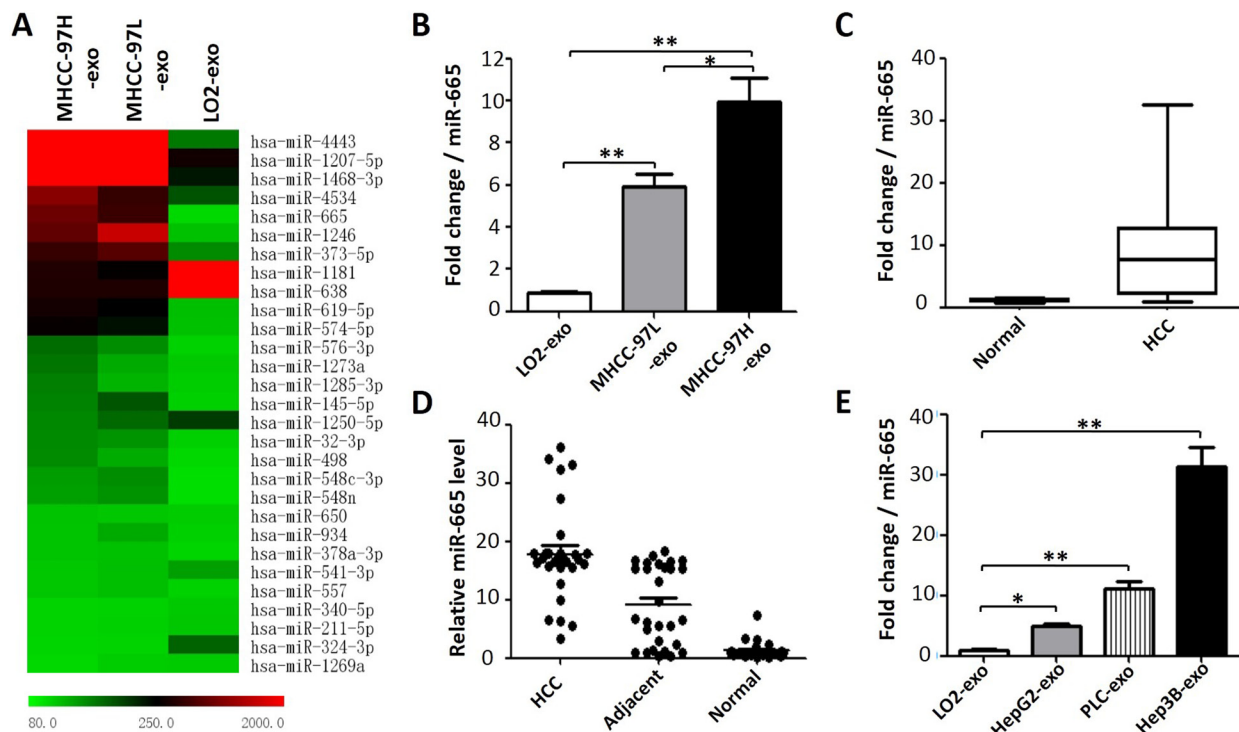 A
MHCC-97H
-exo
MHCC-97L
-exo
LO2-exo
hsa-miR-4443
hsa-miR-1207-5p
hsa-miR-1468-3p
hsa-miR-4534
hsa-miR-665
hsa-miR-1246
hsa-miR-373-5p
hsa-miR-1181
hsa-miR-638
hsa-miR-619-5p
hsa-miR-574-5p
hsa-miR-576-3p
hsa-miR-1273a
hsa-miR-1285-3p
hsa-miR-145-5p
hsa-miR-1250-5p
hsa-miR-32-3p
hsa-miR-498
hsa-miR-548c-3p
hsa-miR-548n
hsa-miR-650
hsa-miR-934
hsa-miR-378a-3p
hsa-miR-541-3p
hsa-miR-557
hsa-miR-340-5p
hsa-miR-211-5p
hsa-miR-324-3p
hsa-miR-1269a
80.0 250.0 2000.0
B
Fold change / miR-665
12
10
8
6
4
2
0
**
*
**
LO2-exo
MHCC-97L
-exo
MHCC-97H
-exo
C
Fold change / miR-665
40
30
20
10
0
Normal
HCC
D
Relative miR-665 level
40
30
20
10
0
HCC
Adjacent
Normal
E
Fold change / miR-665
40
30
20
10
0
**
**
*
LO2-exo
HepG2-exo
PLC-exo
Hep3B-exo